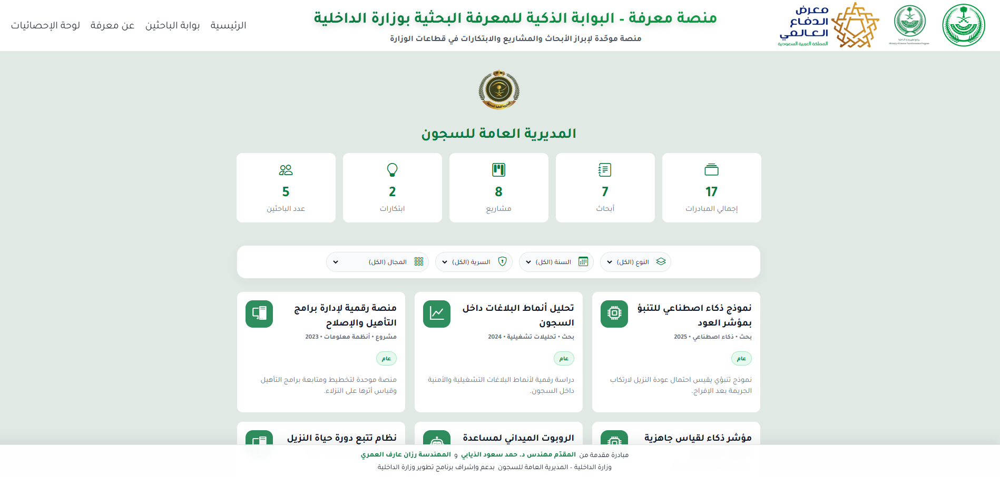 معرض
الدفاع
العالمي
المملكة العربية السعودية
Ministry of Interior Transformation Program
منصة معرفة - البوابة الذكية للمعرفة البحثية بوزارة الداخلية
منصة موحّدة لإبراز الأبحاث والمشاريع والابتكارات في قطاعات الوزارة
الرئيسية
بوابة الباحثين
عن معرفة
لوحة الإحصائيات
المديرية العامة للسجون
17
إجمالي المبادرات
7
أبحاث
8
مشاريع
2
ابتكارات
5
عدد الباحثين
النوع (الكل)
السنة (الكل)
السرية (الكل)
المجال (الكل)
نموذج ذكاء اصطناعي للتنبؤ
بمؤشر العود
بحث • ذكاء اصطناعي • 2025
عام
نموذج تنبؤي يقيس احتمال عودة النزيل لارتكاب
الجريمة بعد الإفراج.
تحليل أنماط البلاغات داخل
السجون
بحث • تحليلات تشغيلية • 2024
عام
دراسة رقمية لأنماط البلاغات التشغيلية والأمنية
داخل السجون.
منصة رقمية لإدارة برامج
التأهيل والإصلاح
مشروع • أنظمة معلومات • 2023
عام
منصة موحدة لتخطيط ومتابعة برامج التأهيل
وقياس أثرها على النزلاء.
مؤشر ذكاء لقياس جاهزية
الروبوت الميداني لمساعدة
نظام تتبع دورة حياة النزيل
مبادرة مقدمة من المقدّم مهندس د. حمد سعود الذيابي و المهندسة رزان عارف العمري
وزارة الداخلية - المديرية العامة للسجون بدعم وإشراف برنامج تطوير وزارة الداخلية